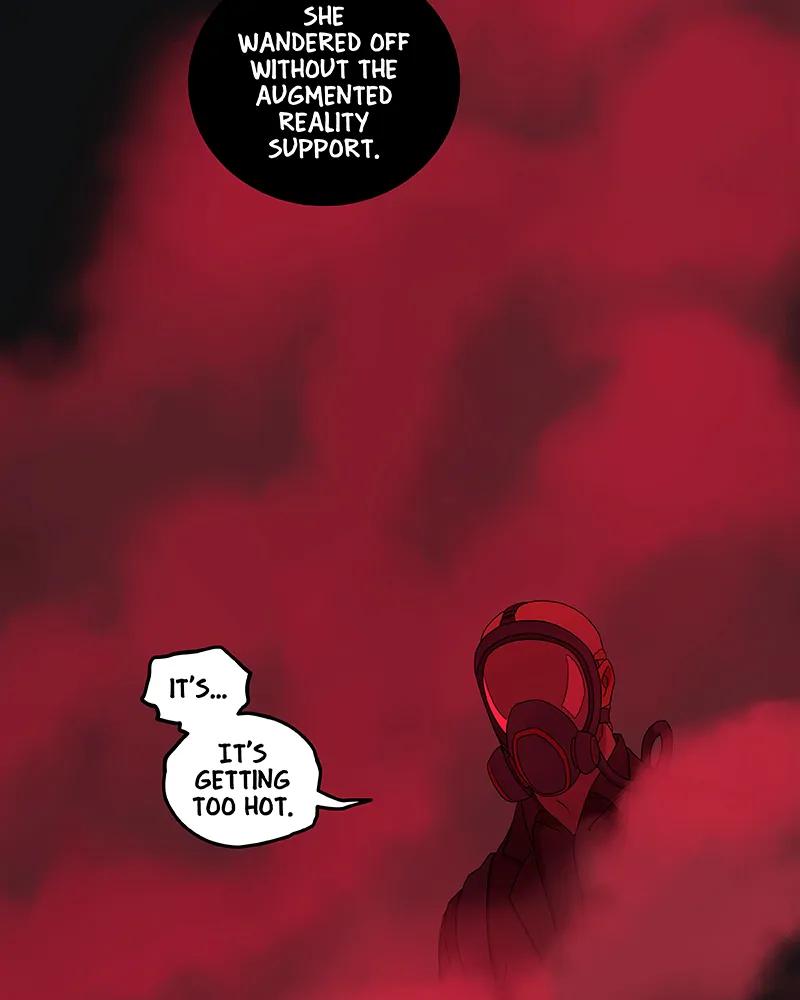 SHE
WANDERED OFF
WITHOUT THE
AUGMENTED
REALITY
SUPPORT.
IT'S...
IT'S
GETTING
TOO HOT.